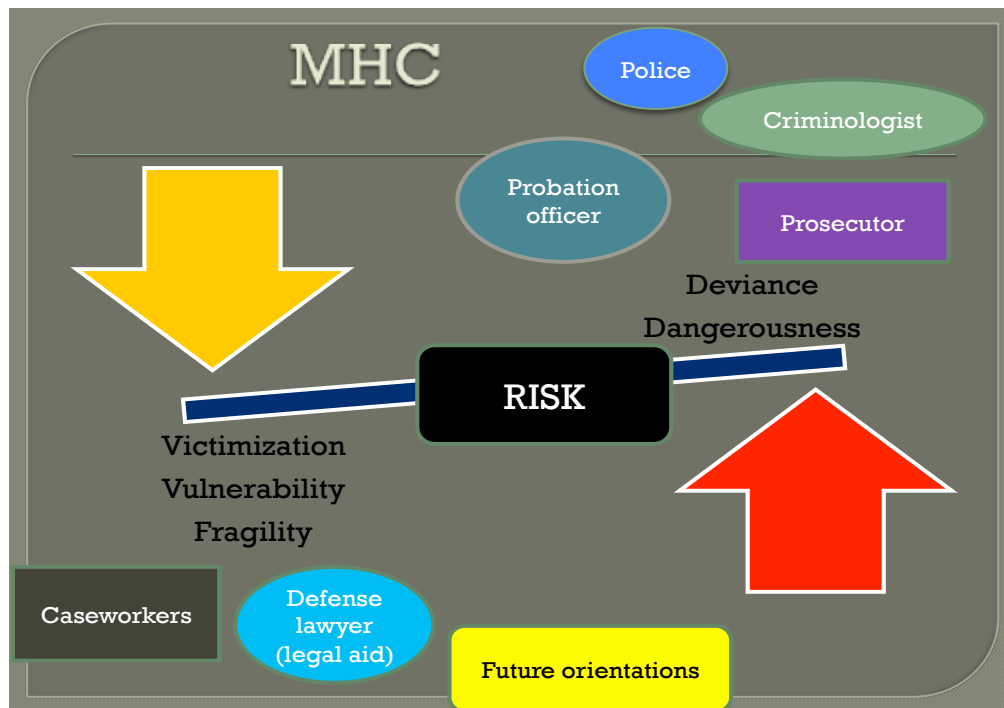 MHC
Police
Criminologist
Probation
officer
Prosecutor
Deviance
Dangerousness
RISK
Victimization
Vulnerability
Fragility
Caseworkers
Defense
lawyer
(legal aid)
Future orientations